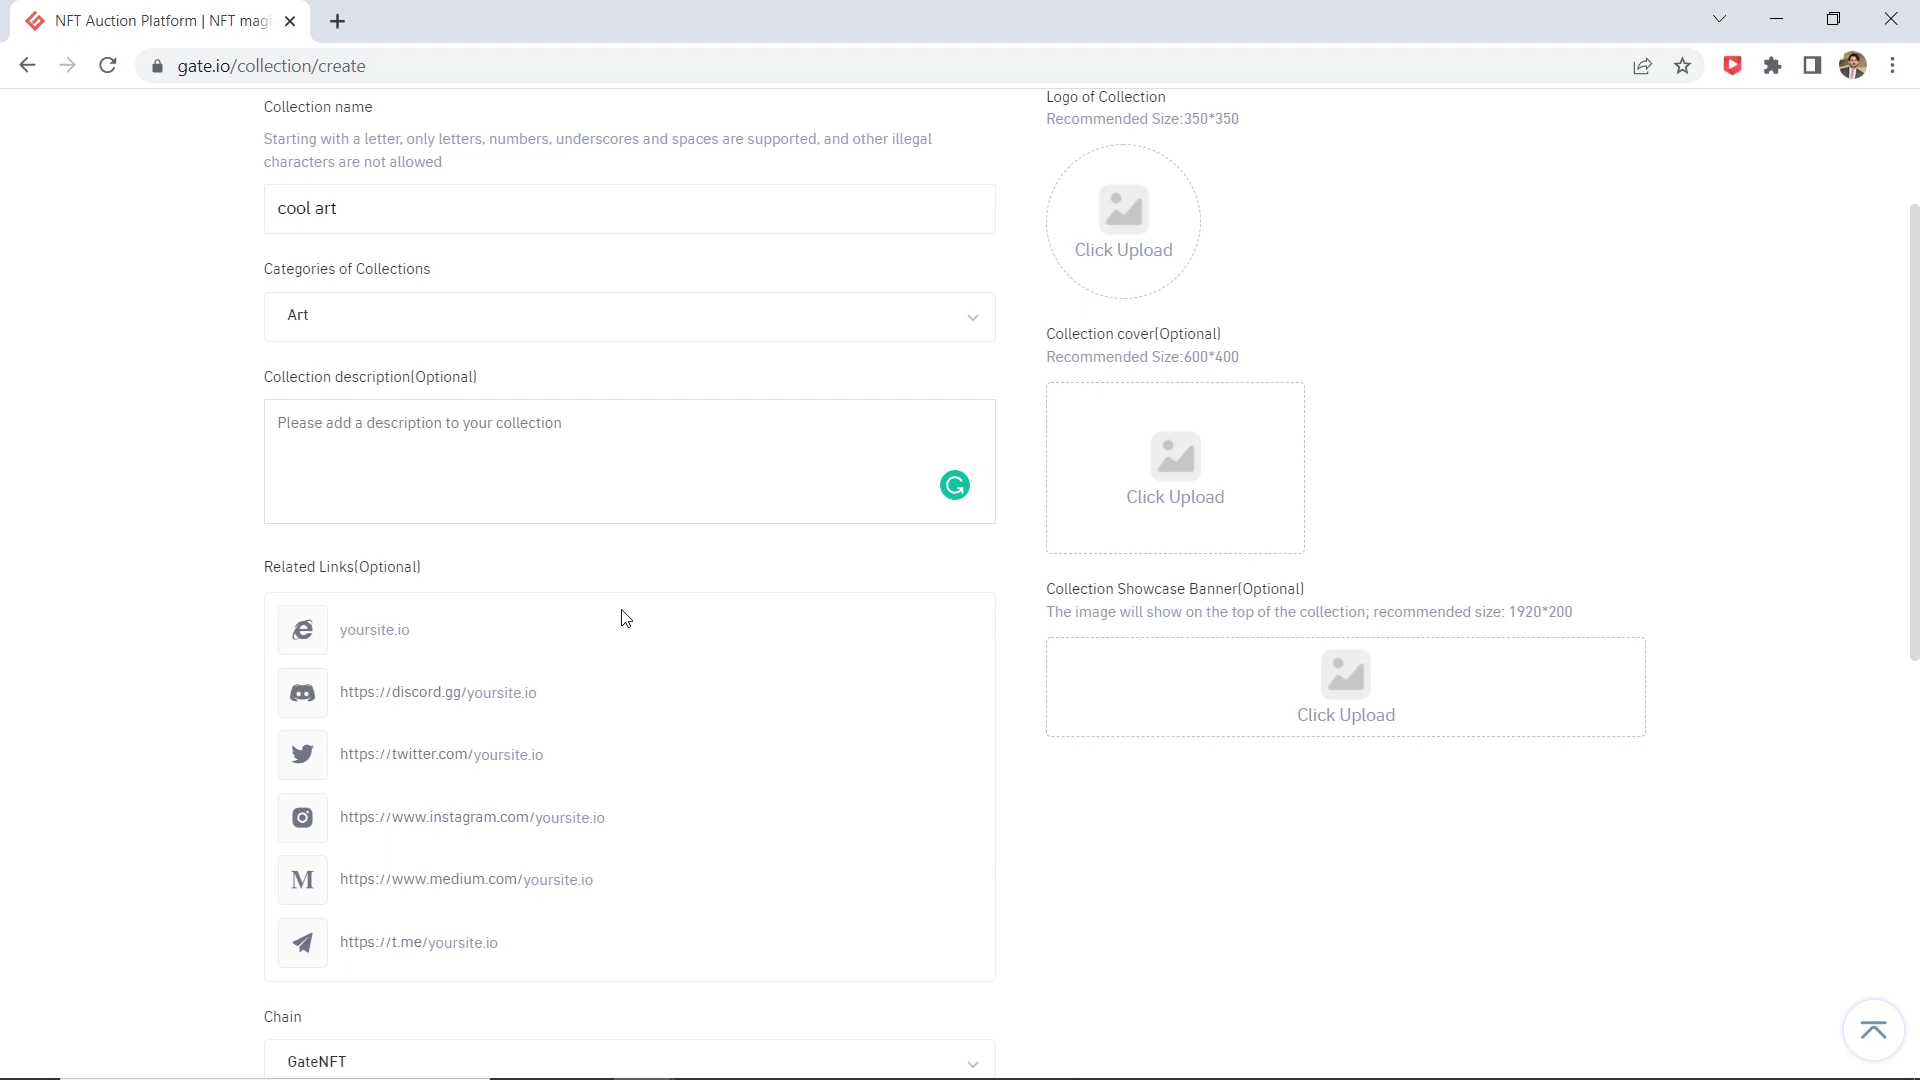 NFT Auction Platform | NFT magi
gate.io/collection/create
Collection name
Starting with a letter, only letters, numbers, underscores and spaces are supported, and other illegal
characters are not allowed
cool art
Categories of Collections
Art
Collection description(Optional)
Please add a description to your collection
Related Links(Optional)
yoursite.io
https://discord.gg/yoursite.io
https://twitter.com/yoursite.io
https://www.instagram.com/yoursite.io
M https://www.medium.com/yoursite.io
https://t.me/yoursite.io
Chain
GateNFT
Logo of Collection
Recommended Size:350*350
Click Upload
Collection cover(Optional)
Recommended Size:600*400
Click Upload
Collection Showcase Banner(Optional)
The image will show on the top of the collection; recommended size: 1920*200
Click Upload